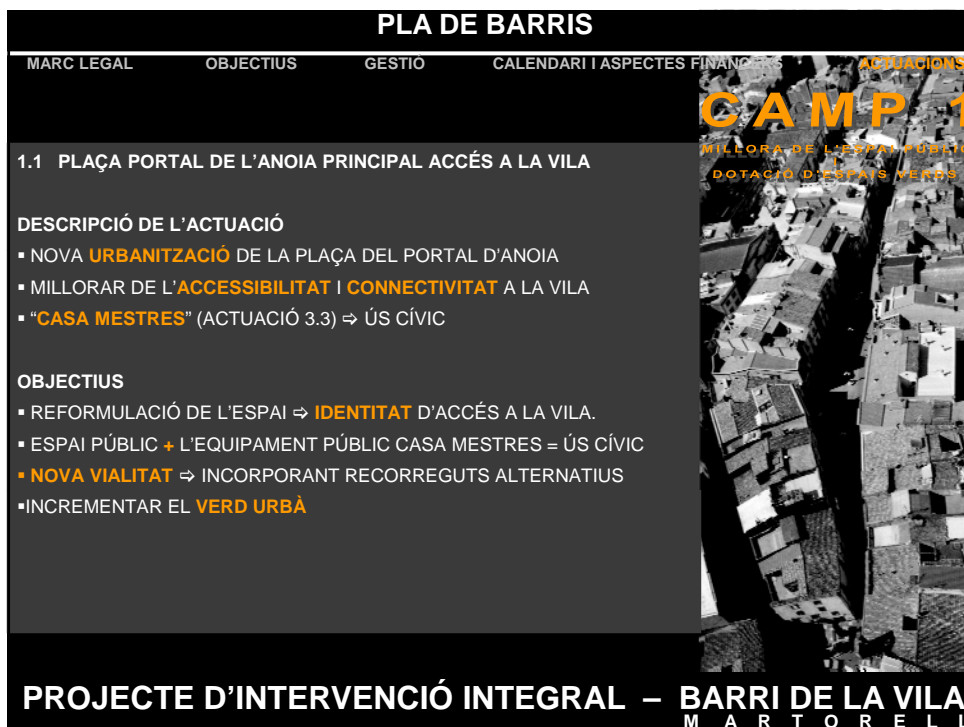 PLA DE BARRIS
MARC LEGAL OBJECTIUS GESTIÓ CALENDARI I ASPECTES FINANCERS ACTUACIONS
CAMP 1
MILLORA DE L'ESPAI PÚBLIC
I
DOTACIÓ D'ESPAIS VERDS
1.1 PLAÇA PORTAL DE L'ANOIA PRINCIPAL ACCÉS A LA VILA
DESCRIPCIÓ DE L'ACTUACIÓ
▪ NOVA URBANITZACIÓ DE LA PLAÇA DEL PORTAL D'ANOIA
▪ MILLORAR DE L'ACCESSIBILITAT I CONNECTIVITAT A LA VILA
▪ “CASA MESTRES” (ACTUACIÓ 3.3) ⇨ ÚS CÍVIC
OBJECTIUS
▪ REFORMULACIÓ DE L'ESPAI ⇨ IDENTITAT D'ACCÉS A LA VILA.
▪ ESPAI PÚBLIC + L'EQUIPAMENT PÚBLIC CASA MESTRES = ÚS CÍVIC
▪ NOVA VIALITAT ⇨ INCORPORANT RECORREGUTS ALTERNATIUS
▪INCREMENTAR EL VERD URBÀ
PROJECTE D'INTERVENCIÓ INTEGRAL – BARRI DE LA VILA
MARTORELL